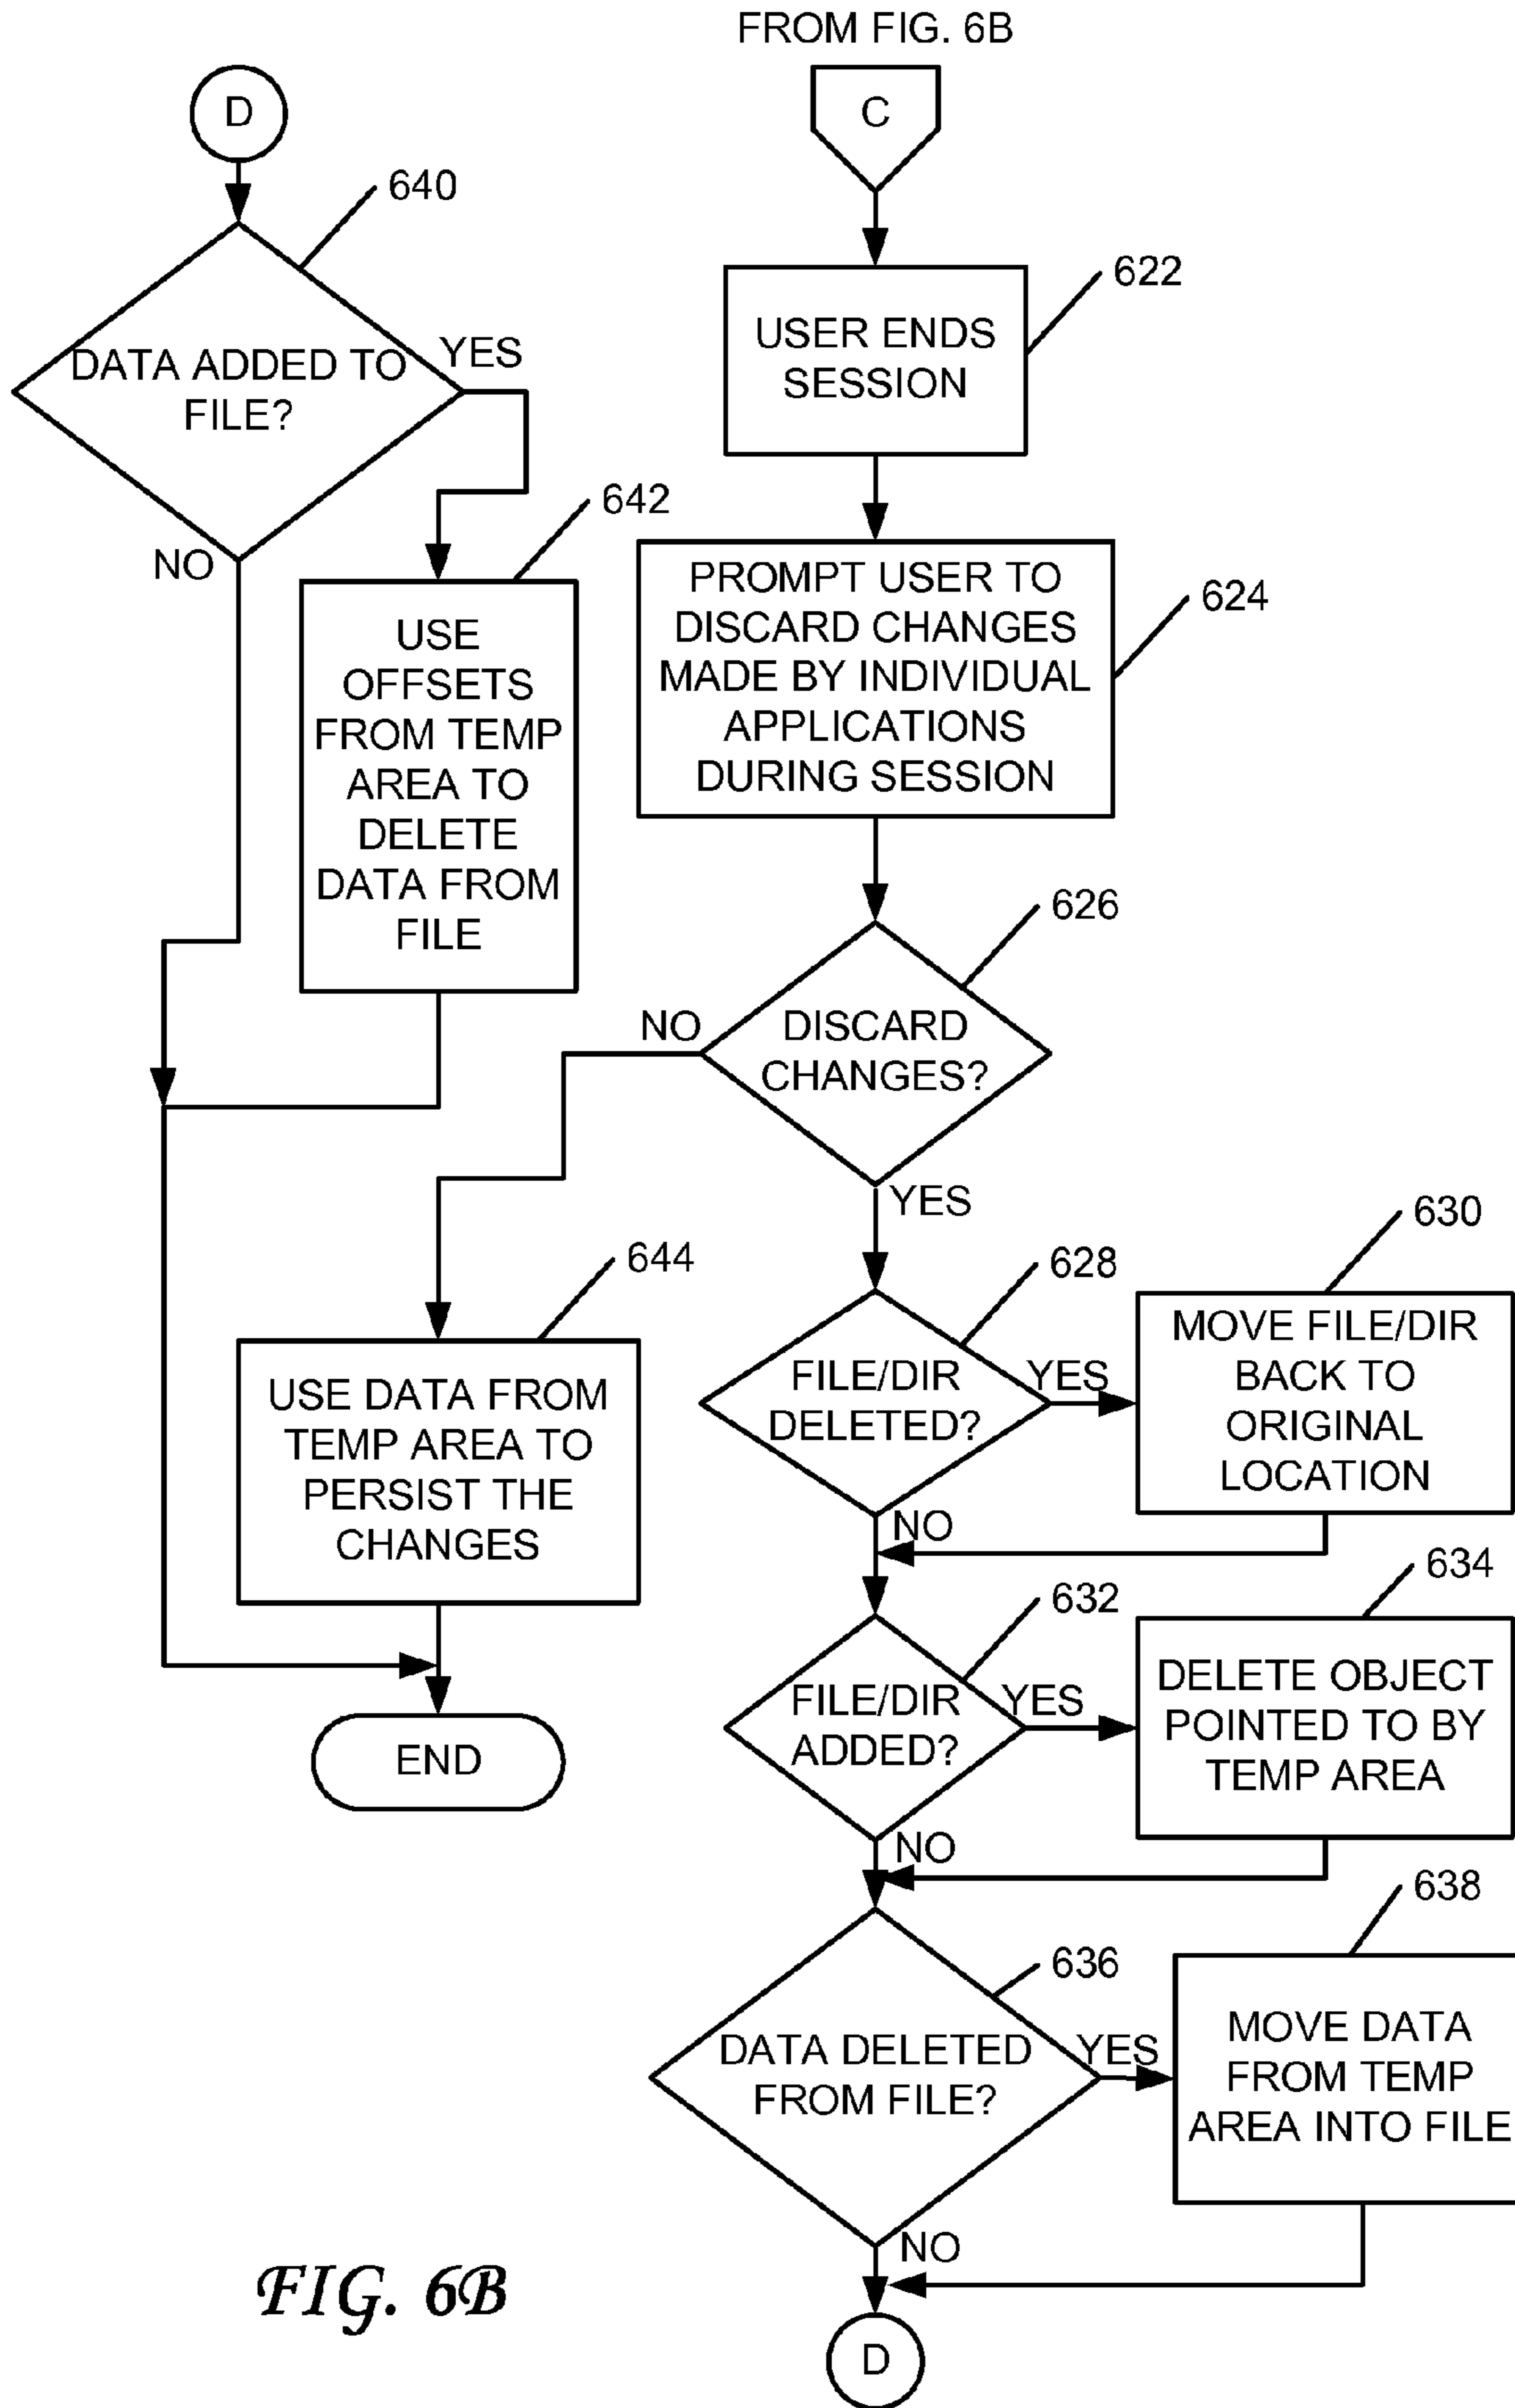 FROM FIG. 6B
C
622
USER ENDS
SESSION
624
PROMPT USER TO
DISCARD CHANGES
MADE BY INDIVIDUAL
APPLICATIONS
DURING SESSION
626
DISCARD
CHANGES?
NO
YES
628
FILE/DIR
DELETED?
YES
NO
630
MOVE FILE/DIR
BACK TO
ORIGINAL
LOCATION
632
FILE/DIR
ADDED?
YES
NO
634
DELETE OBJECT
POINTED TO BY
TEMP AREA
636
DATA DELETED
FROM FILE?
YES
NO
638
MOVE DATA
FROM TEMP
AREA INTO FILE
D
D
640
DATA ADDED TO
FILE?
YES
NO
642
USE
OFFSETS
FROM TEMP
AREA TO
DELETE
DATA FROM
FILE
644
USE DATA FROM
TEMP AREA TO
PERSIST THE
CHANGES
END
FIG. 6B